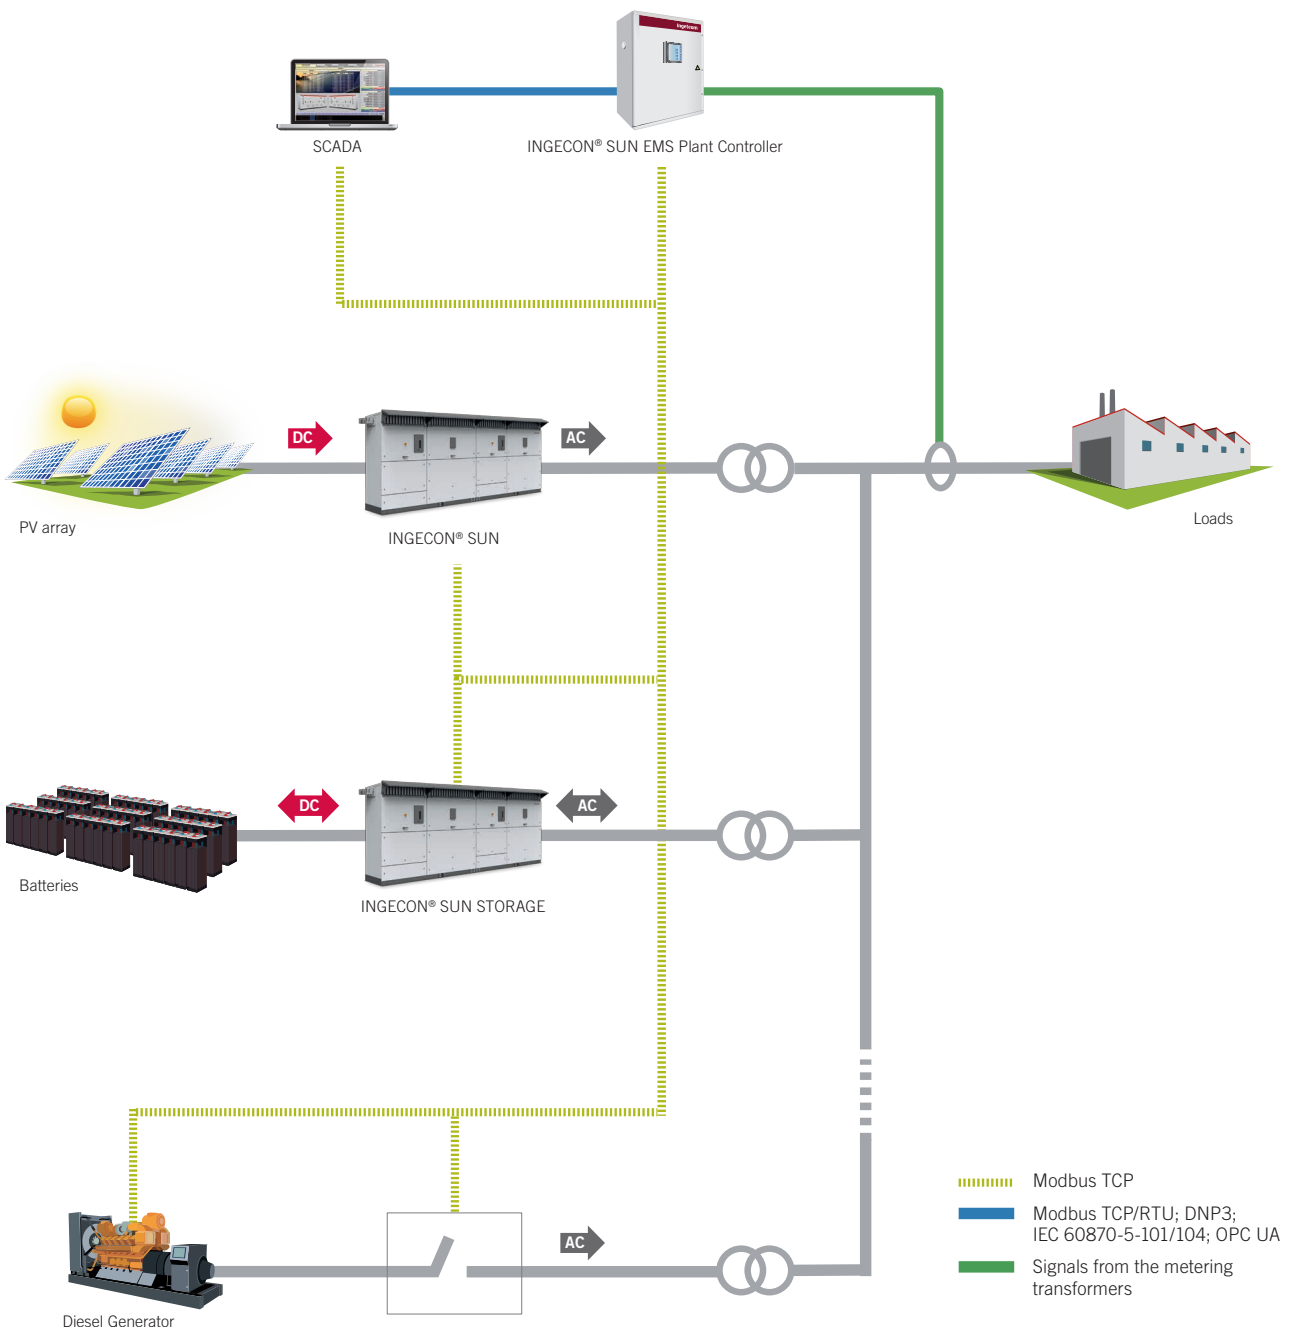 ingeteam
SCADA
INGECON® SUN EMS Plant Controller
DC
AC
PV array
INGECON® SUN
Loads
DC
AC
Batteries
INGECON® SUN STORAGE
AC
Diesel Generator
Modbus TCP
Modbus TCP/RTU; DNP3;
IEC 60870-5-101/104; OPC UA
Signals from the metering
transformers